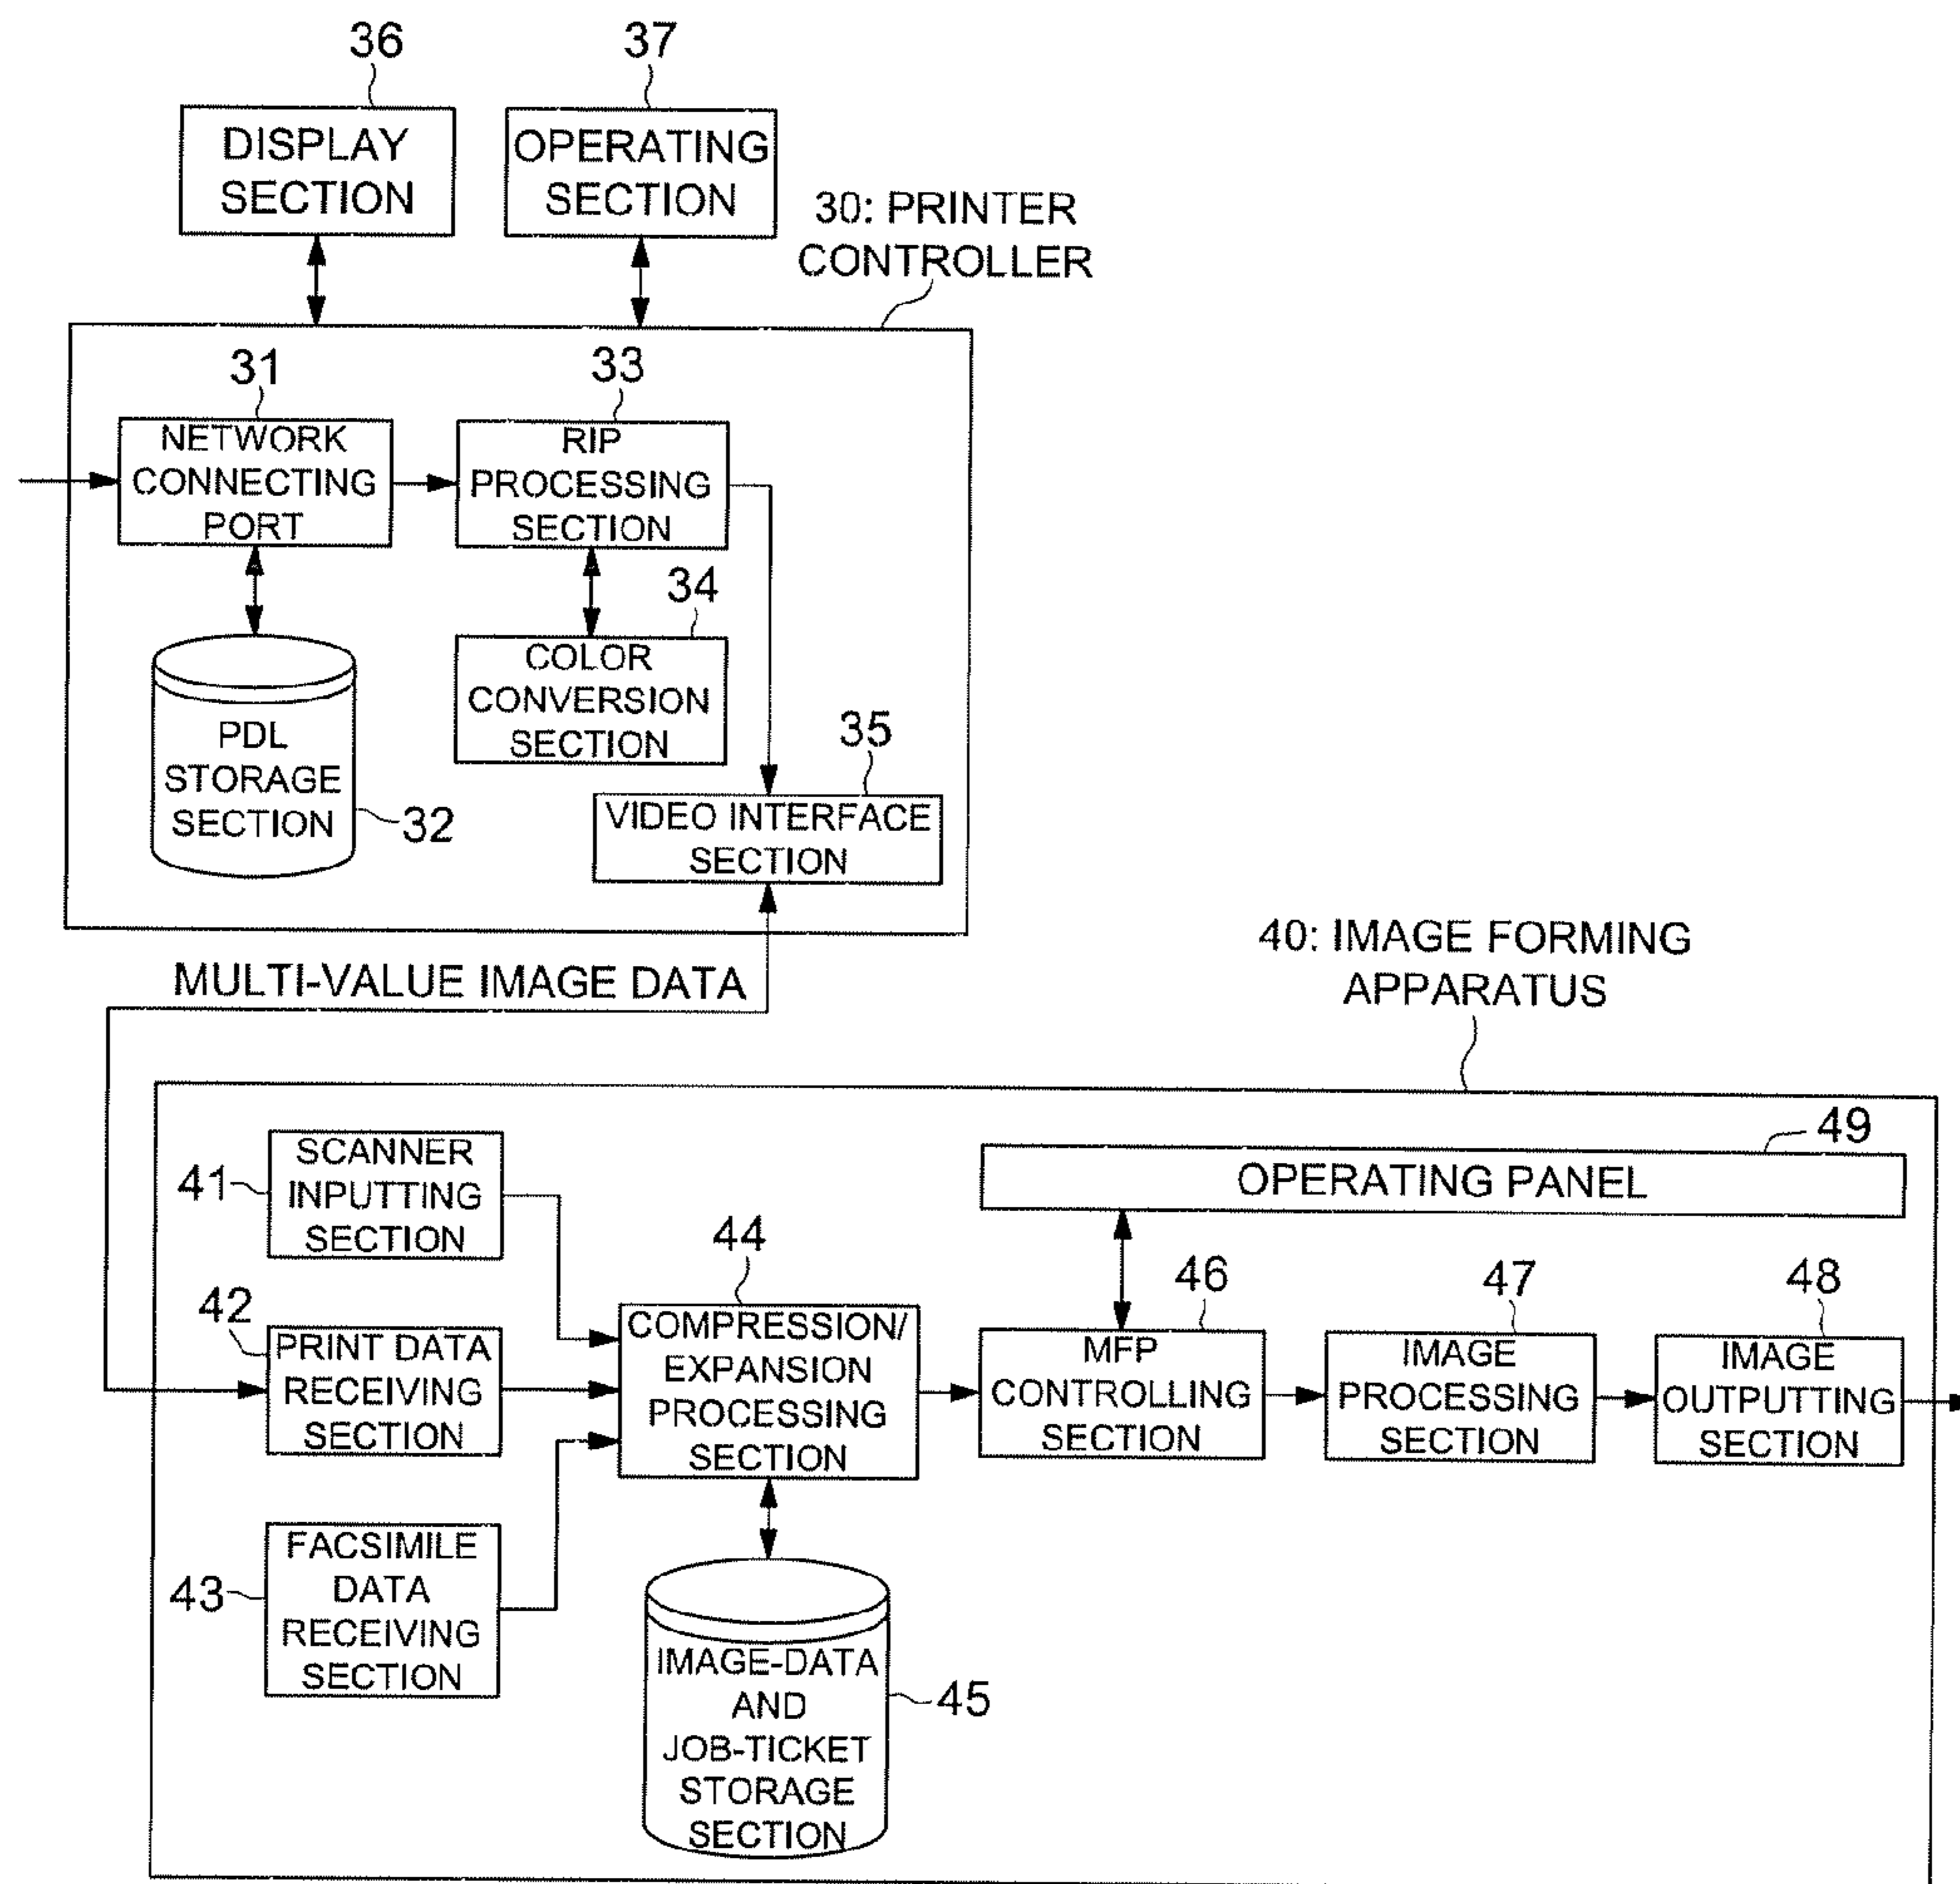 36
37
DISPLAY
SECTION
OPERATING
SECTION
30: PRINTER
CONTROLLER
31
33
NETWORK
CONNECTING
PORT
RIP
PROCESSING
SECTION
34
COLOR
CONVERSION
SECTION
PDL
STORAGE
SECTION
32
35
VIDEO INTERFACE
SECTION
MULTI-VALUE IMAGE DATA
40: IMAGE FORMING
APPARATUS
49
OPERATING PANEL
41
SCANNER
INPUTTING
SECTION
42
PRINT DATA
RECEIVING
SECTION
43
FACSIMILE
DATA
RECEIVING
SECTION
44
COMPRESSION/
EXPANSION
PROCESSING
SECTION
46
MFP
CONTROLLING
SECTION
47
IMAGE
PROCESSING
SECTION
48
IMAGE
OUTPUTTING
SECTION
IMAGE-DATA
AND
JOB-TICKET
STORAGE
SECTION
45